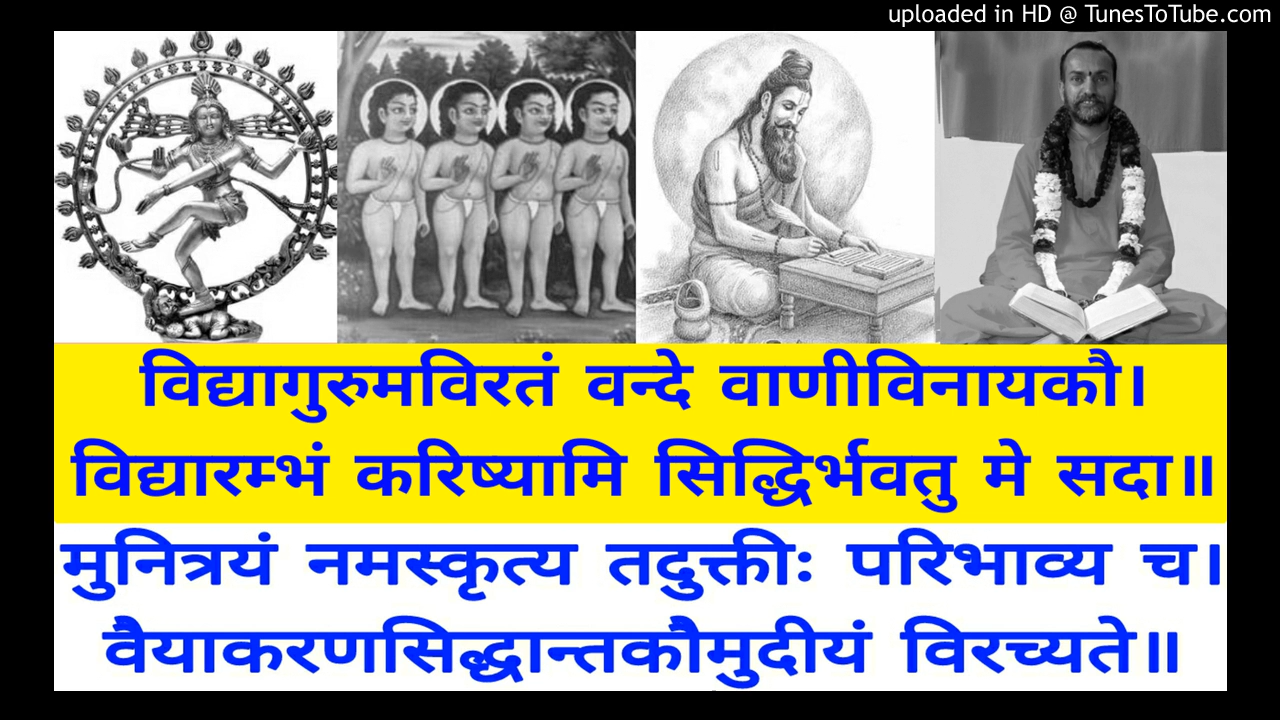 uploaded in HD @ TunesToTube.com
विद्यागुरुमविरतं वन्दे वाणीविनायकौ।
विद्यारम्भं करिष्यामि सिद्धिर्भवतु मे सदा॥
मुनित्रयं नमस्कृत्य तदुक्तीः परिभाव्य च।
वैयाकरणसिद्धान्तकौमुदीयं विरच्यते॥